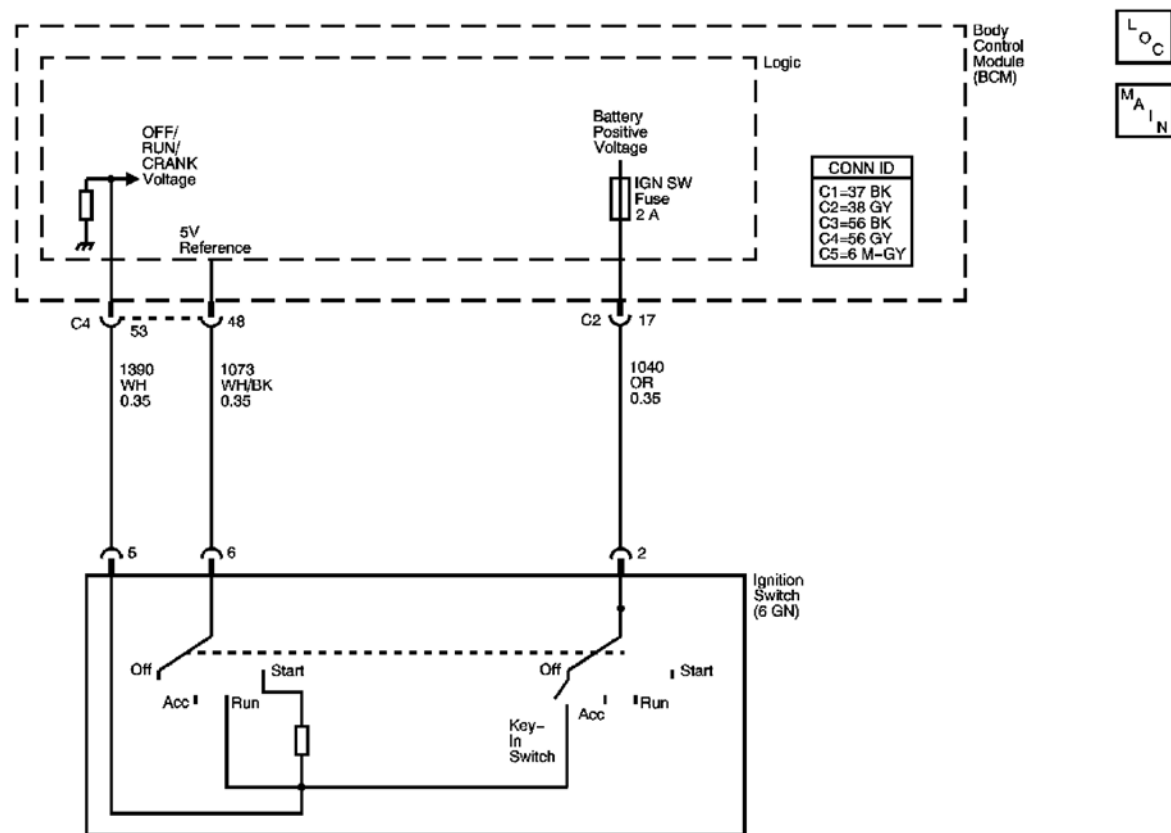 Body
Control
Module
(BCM)
L
O
C
M
A
I
N
Logic
OFF/
RUN/
CRANK
Voltage
5V
Reference
Battery
Positive
Voltage
IGN SW
Fuse
2 A
CONN ID
C1=37 BK
C2=38 GY
C3=56 BK
C4=56 GY
C5=6 M-GY
C4
53
48
C2
17
1390
WH
0.35
1073
WH/BK
0.35
1040
OR
0.35
5
6
2
Ignition
Switch
(6 GN)
Off
Acc
Run
Start
Off
Key-
In
Switch
Acc
Run
Start